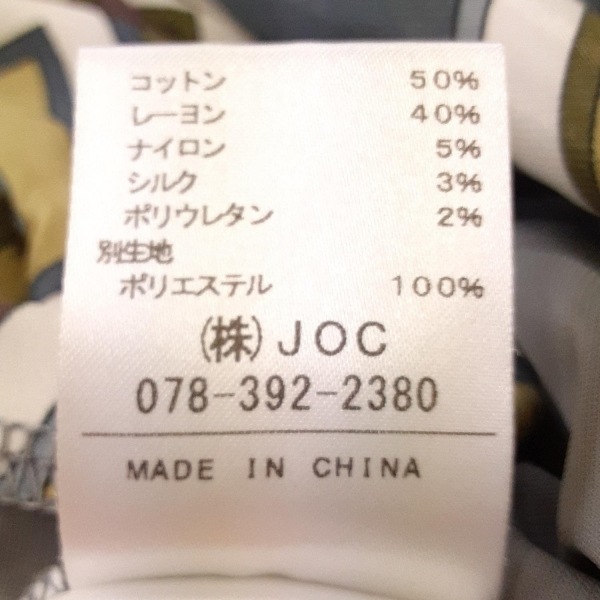 コットン 50%
レーヨン 40%
ナイロン 5%
シルク 3%
ポリウレタン 2%
別生地
ポリエステル 100%
(株)JOC
078-392-2380
MADE IN CHINA